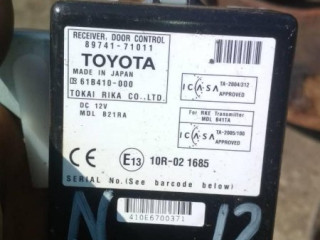 RECEIVER, DOOR CONTROL
89741-71011
TOYOTA
MADE IN JAPAN
61B410-000
TOKAI RIKA CO.,LTD.
DC 12V
MDL B21RA
ICASA
TA-2004/312
APPROVED
For RKE Transmitter
MDL B41TA
ICASA
TA-2005/106
APPROVED
CE E13 10R-02 1685
SERIAL No. (See barcode below)
410E6700371
N 12